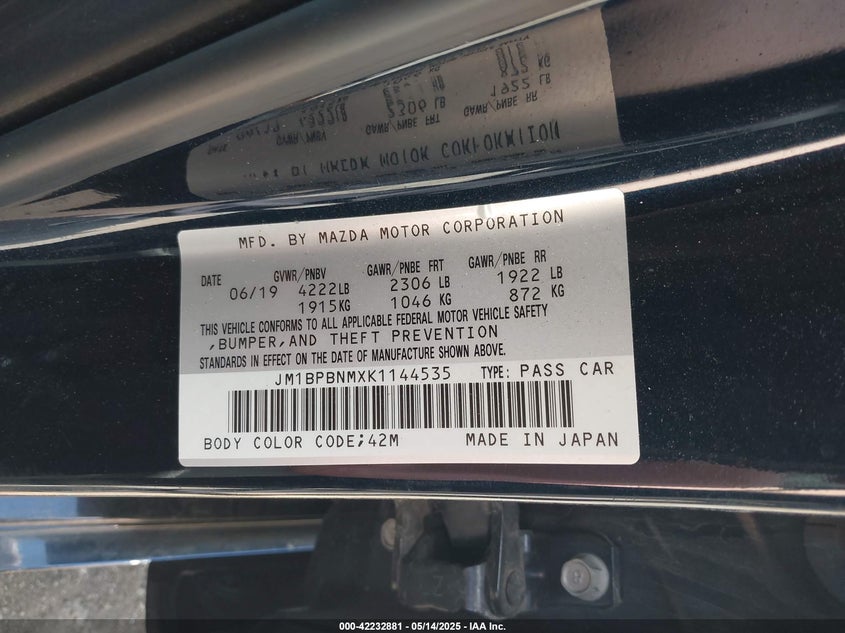 MFD. BY MAZDA MOTOR CORPORATION
DATE GVWR/PNBV GAWR/PNBE FRT GAWR/PNBE RR
06/19 4222LB 2306 LB 1922 LB
1915KG 1046 KG 872 KG
THIS VEHICLE CONFORMS TO ALL APPLICABLE FEDERAL MOTOR VEHICLE SAFETY
,BUMPER,AND THEFT PREVENTION
STANDARDS IN EFFECT ON THE DATE OF MANUFACTURE SHOWN ABOVE.
JM1BPBNMXK1144535 TYPE: PASS CAR
BODY COLOR CODE;42M MADE IN JAPAN
000-42232881 - 05/14/2025 - IAA Inc.